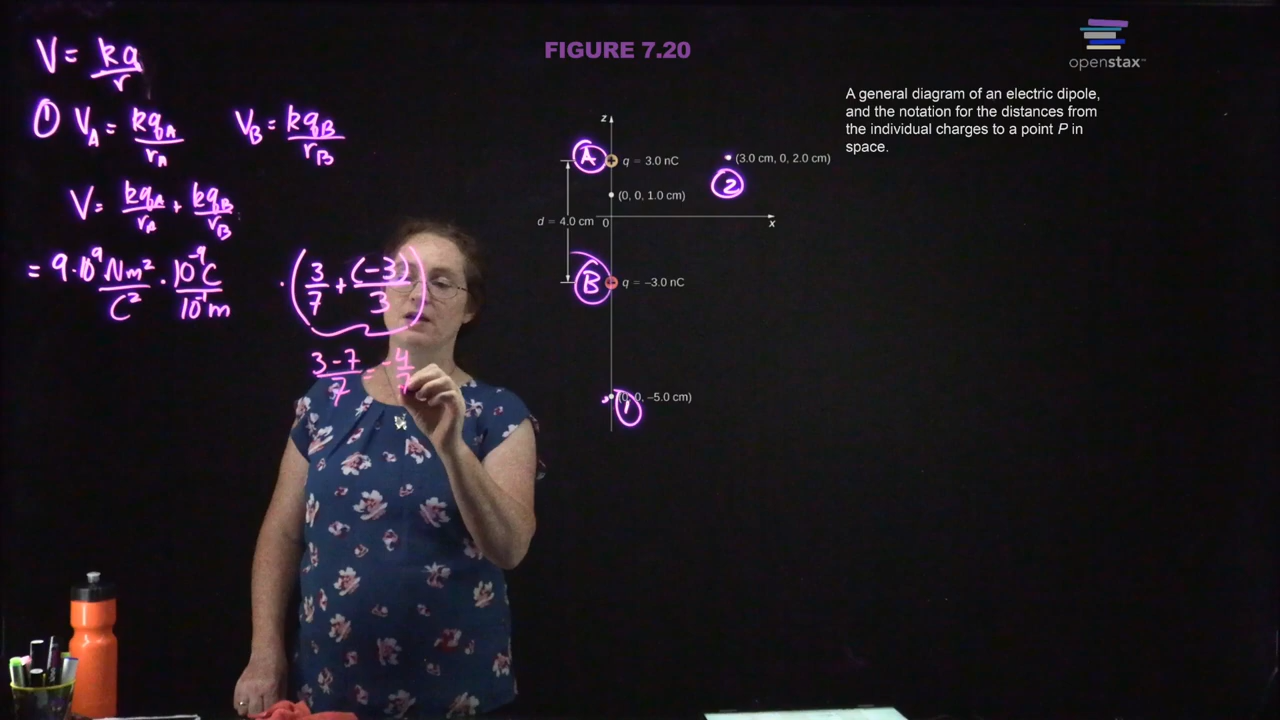 FIGURE 7.20
openstax™
A general diagram of an electric dipole,
and the notation for the distances from
the individual charges to a point P in
space.
V = kq/r
① V_A = kq_A/r_A    V_B = kq_B/r_B
V = kq_A/r_A + kq_B/r_B
= 9·10⁹ Nm²/C² · 10⁻⁹C/10⁻¹m · (3/7 + (-3)/3)
(3-7)/7 = -4/7
z
A q = 3.0 nC
(3.0 cm, 0, 2.0 cm)
②
(0, 0, 1.0 cm)
d = 4.0 cm 0
x
B q = −3.0 nC
① (0, 0, −5.0 cm)